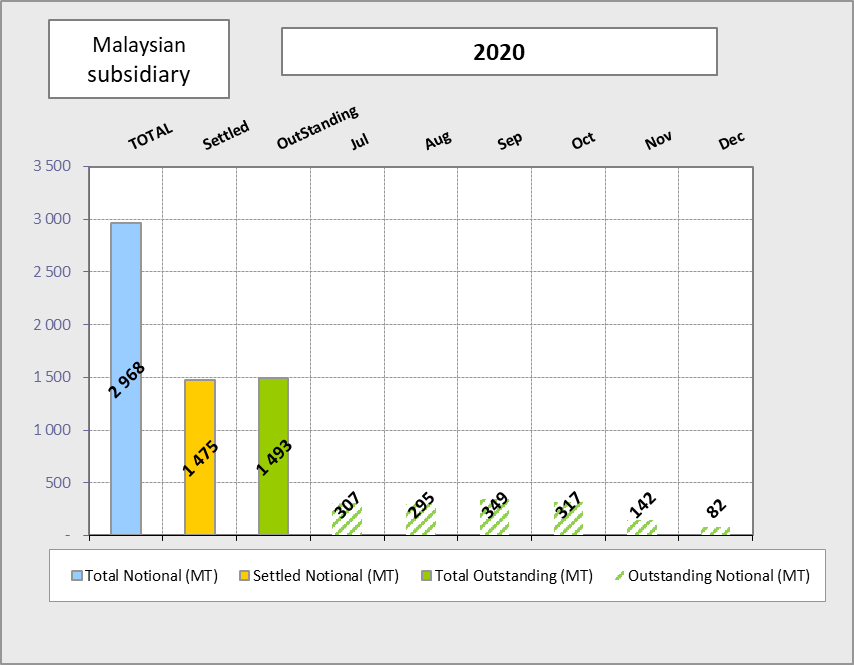 Malaysian
subsidiary
2020
TOTAL
Settled
OutStanding
Jul
Aug
Sep
Oct
Nov
Dec
3 500
3 000
2 500
2 000
1 500
1 000
500
-
2 968
1 475
1 493
307
295
349
317
142
82
Total Notional (MT) Settled Notional (MT) Total Outstanding (MT) Outstanding Notional (MT)